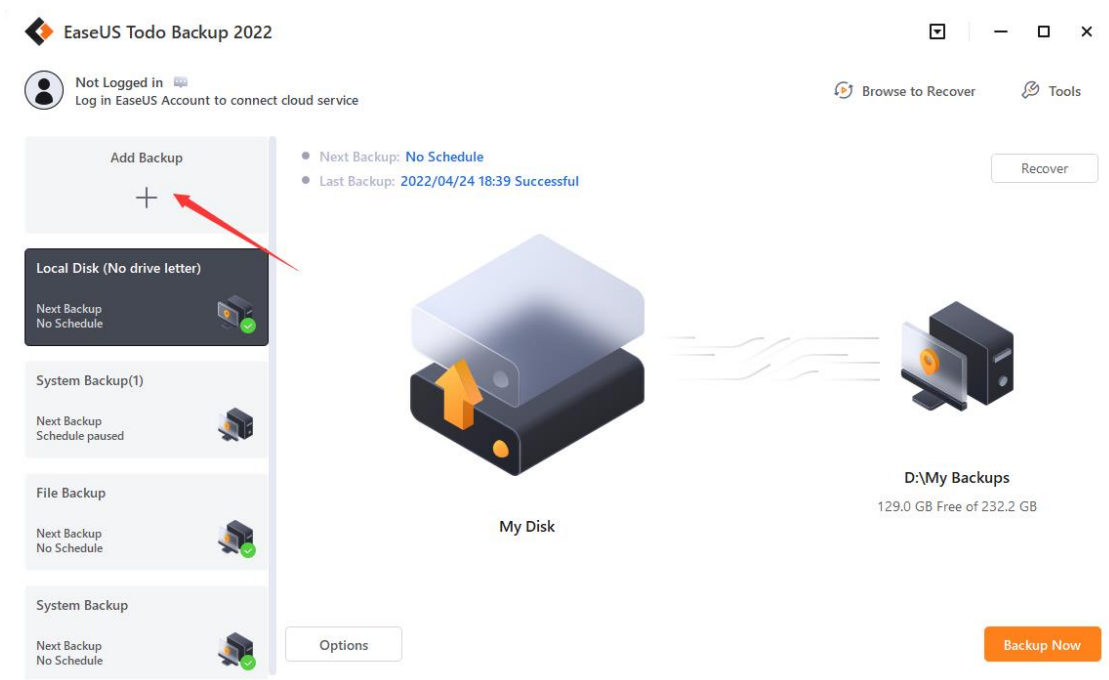 EaseUS Todo Backup 2022
Not Logged in
Log in EaseUS Account to connect cloud service
Browse to Recover
Tools
Add Backup
Next Backup: No Schedule
Last Backup: 2022/04/24 18:39 Successful
Recover
Local Disk (No drive letter)
Next Backup
No Schedule
System Backup(1)
Next Backup
Schedule paused
File Backup
Next Backup
No Schedule
System Backup
Next Backup
No Schedule
My Disk
D:\My Backups
129.0 GB Free of 232.2 GB
Options
Backup Now